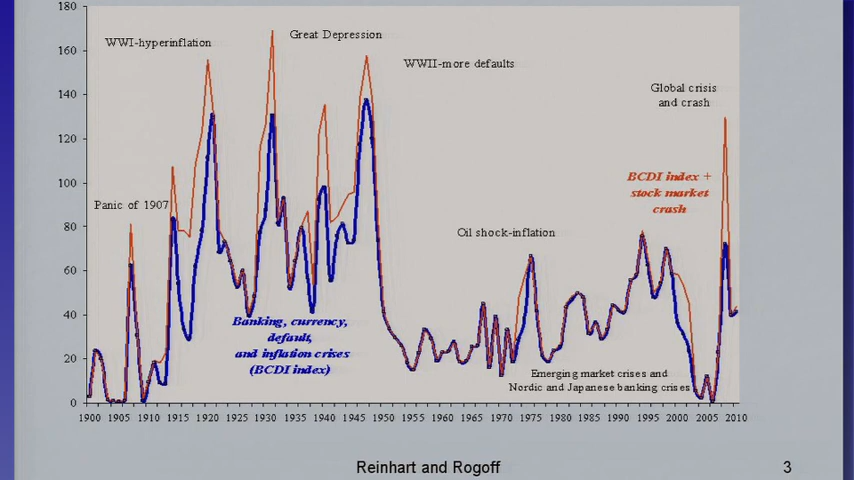 180
160
140
120
100
80
60
40
20
0
WWI-hyperinflation
Great Depression
WWII-more defaults
Global crisis
and crash
Panic of 1907
BCDI index +
stock market
crash
Oil shock-inflation
Banking, currency,
default,
and inflation crises
(BCDI index)
Emerging market crises and
Nordic and Japanese banking crises
1900 1905 1910 1915 1920 1925 1930 1935 1940 1945 1950 1955 1960 1965 1970 1975 1980 1985 1990 1995 2000 2005 2010
Reinhart and Rogoff
3